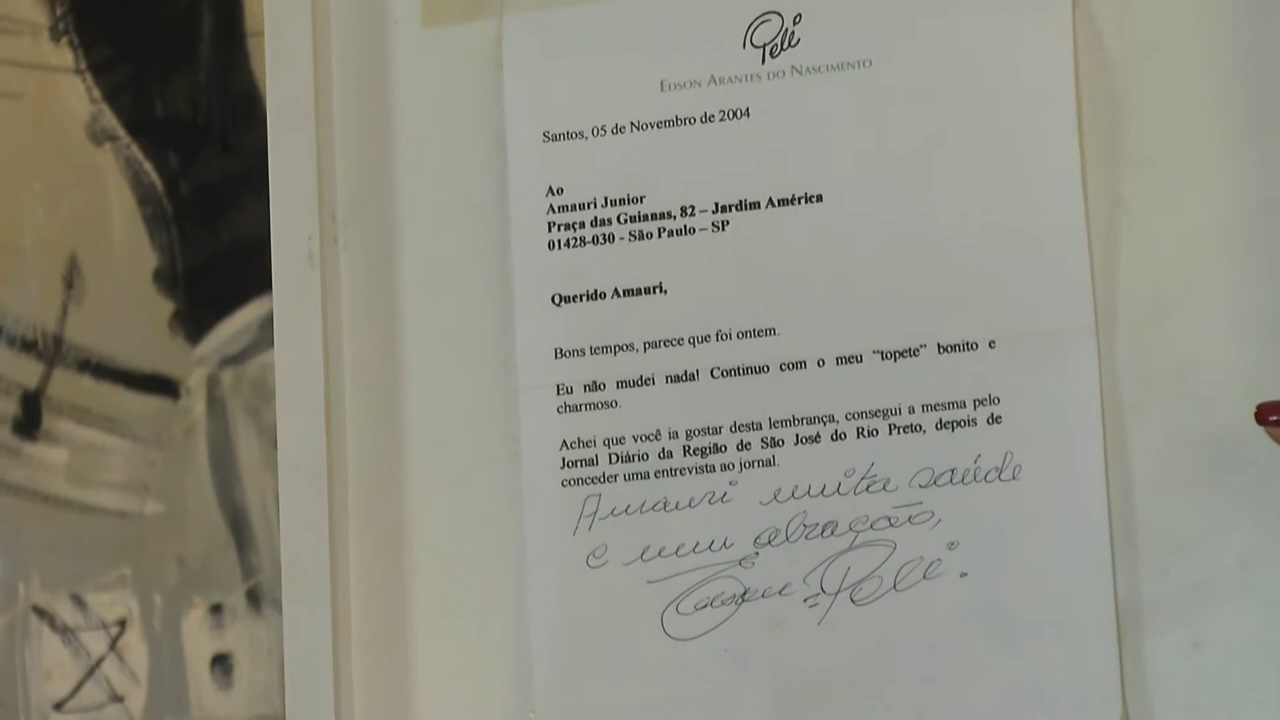 Pelé
EDSON ARANTES DO NASCIMENTO
Santos, 05 de Novembro de 2004
Ao
Amauri Junior
Praça das Guianas, 82 – Jardim América
01428-030 - São Paulo – SP
Querido Amauri,
Bons tempos, parece que foi ontem.
Eu não mudei nada! Continuo com o meu “topete” bonito e
charmoso.
Achei que você ia gostar desta lembrança, consegui a mesma pelo
Jornal Diário da Região de São José do Rio Preto, depois de
conceder uma entrevista ao jornal.
Amauri muita saúde
e meu abração,
Edson = Pelé.